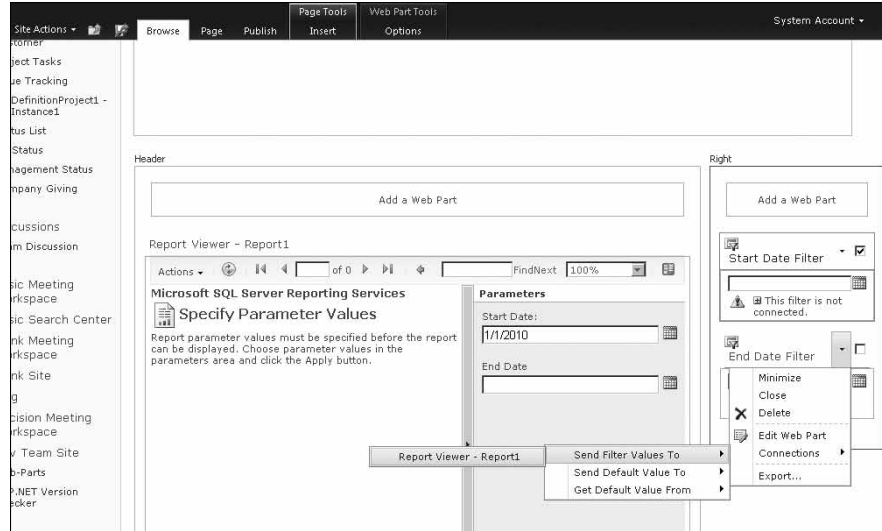 Page Tools Web Part Tools
Site Actions Browse Page Publish Insert Options System Account
ject Tasks
ue Tracking
DefinitionProject1 -
Instance1
tus List
Status
nagement Status
mpany Giving
cussions
m Discussion
sic Meeting
rkspace
sic Search Center
nk Meeting
rkspace
nk Site
g
cision Meeting
rkspace
v Team Site
b-Parts
P.NET Version
ecker
Header
Add a Web Part
Report Viewer - Report1
Actions of 0 FindNext 100%
Microsoft SQL Server Reporting Services
Specify Parameter Values
Report parameter values must be specified before the report
can be displayed. Choose parameter values in the
parameters area and click the Apply button.
Parameters
Start Date:
1/1/2010
End Date
Right
Add a Web Part
Start Date Filter
This filter is not
connected.
End Date Filter
Minimize
Close
Delete
Edit Web Part
Connections
Export...
Send Filter Values To
Send Default Value To
Get Default Value From
Report Viewer - Report1